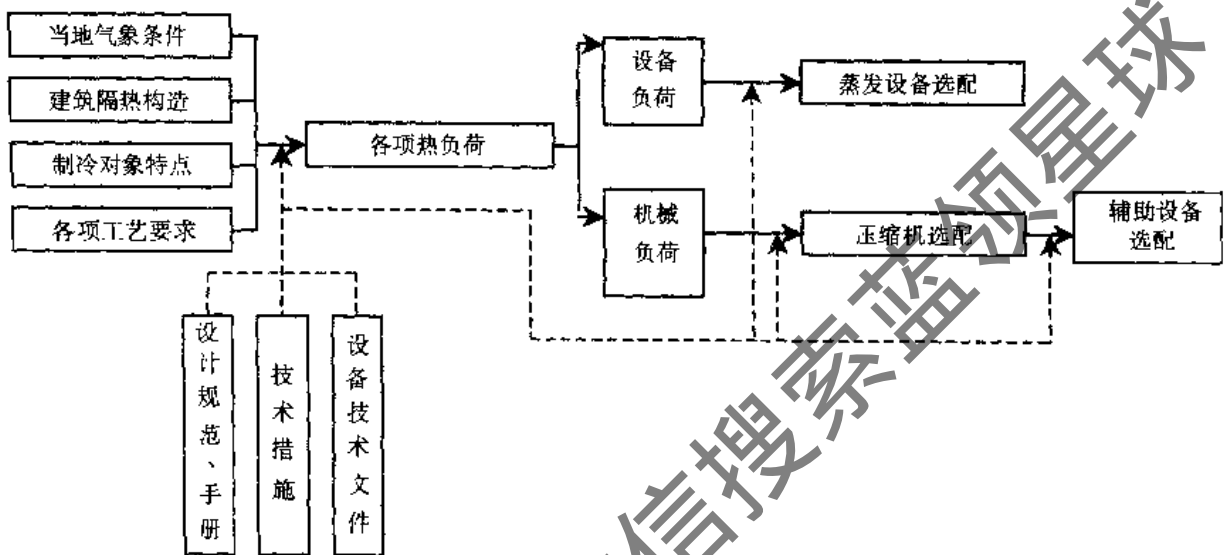 当地气象条件
建筑隔热构造
制冷对象特点
各项工艺要求
各项热负荷
设备
负荷
机械
负荷
蒸发设备选配
压缩机选配
辅助设备
选配
设计规范、手册
技术措施
设备技术文件
信搜索蓝领星球